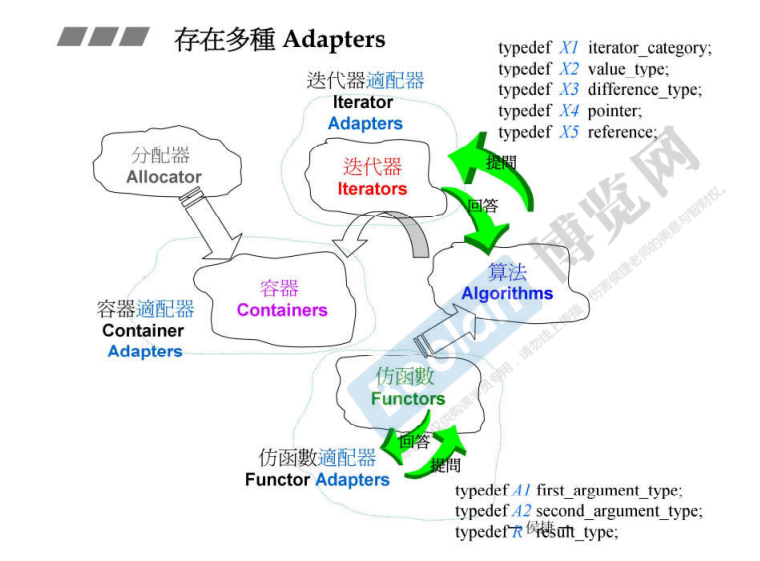 存在多種 Adapters
typedef X1 iterator_category;
typedef X2 value_type;
typedef X3 difference_type;
typedef X4 pointer;
typedef X5 reference;
迭代器適配器
Iterator
Adapters
分配器
Allocator
迭代器
Iterators
提問
回答
容器
Containers
算法
Algorithms
容器適配器
Container
Adapters
仿函數
Functors
回答
提問
仿函數適配器
Functor Adapters
typedef A1 first_argument_type;
typedef A2 second_argument_type;
typedef R result_type;
侯捷
博览网